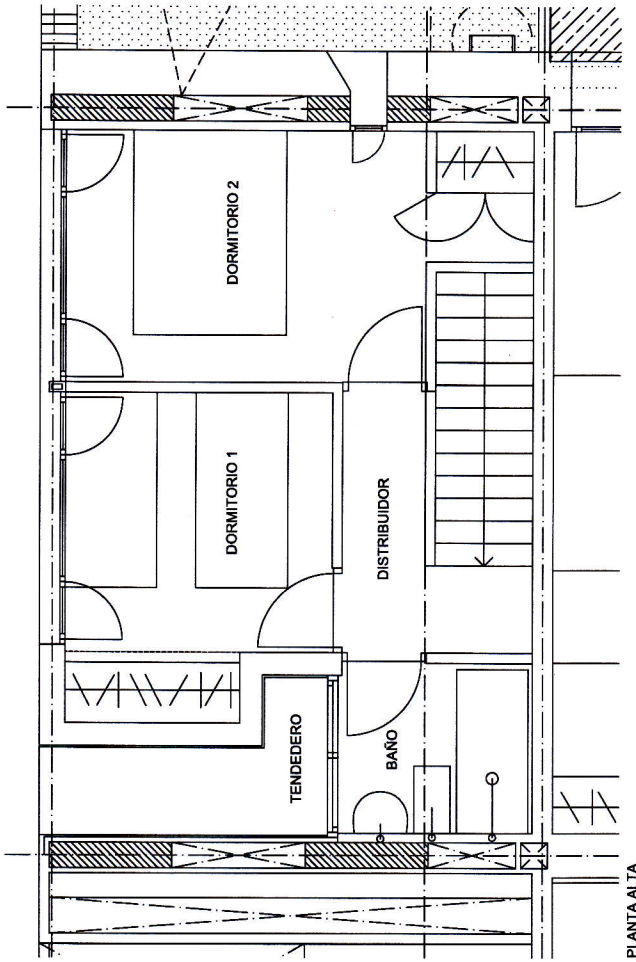 DORMITORIO 2
DORMITORIO 1
DISTRIBUIDOR
TENDEDERO
BAÑO
PLANTA ALTA